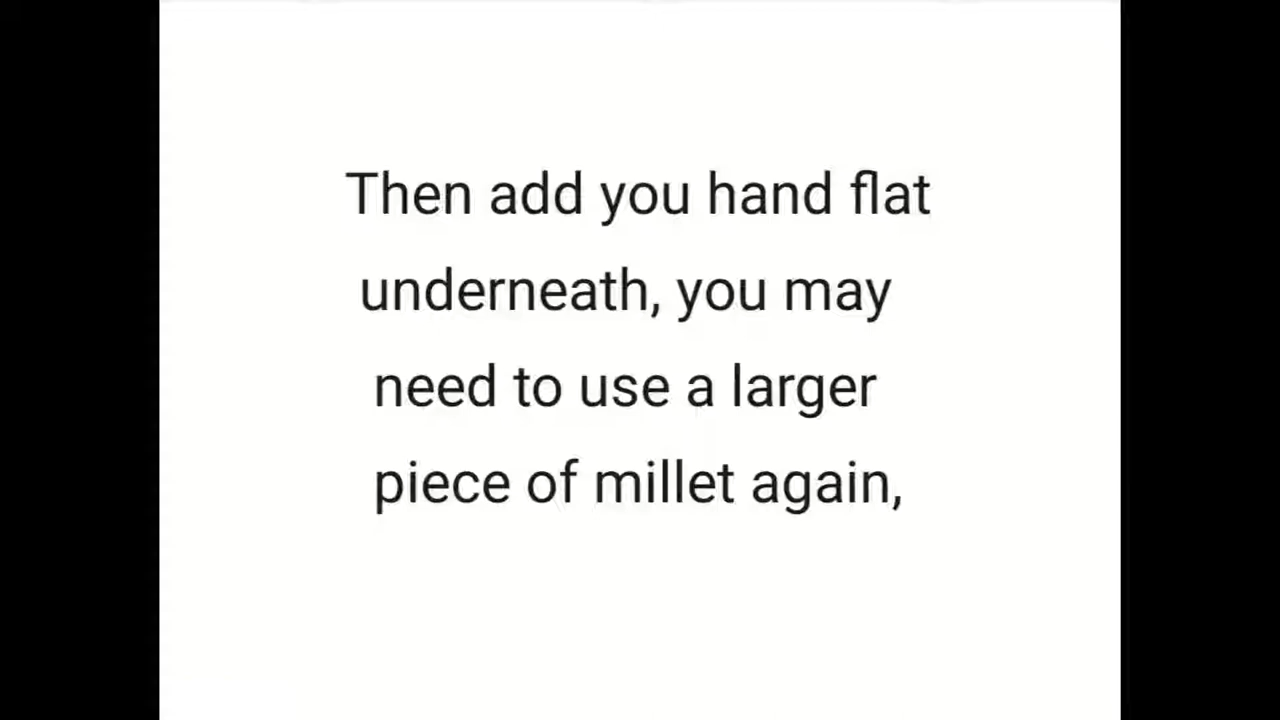 Then add you hand flat
underneath, you may
need to use a larger
piece of millet again,